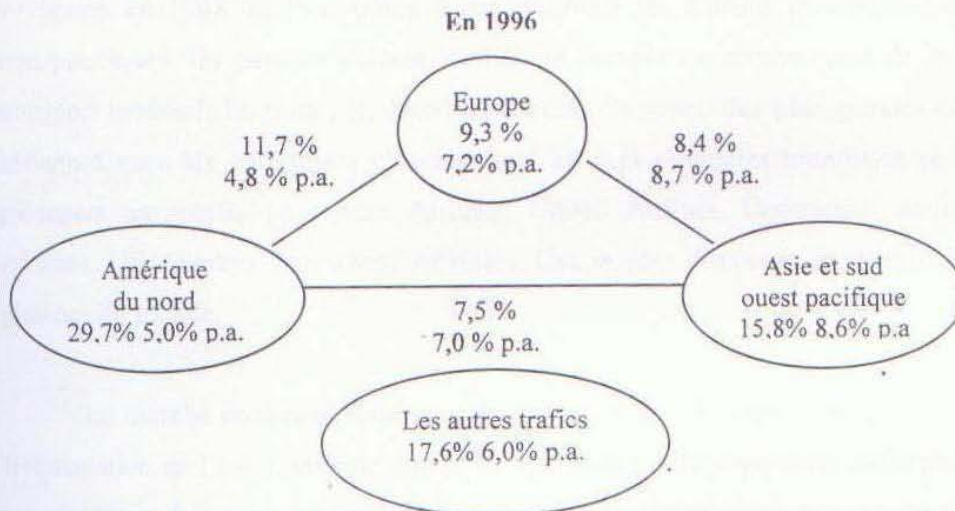 En 1996
Europe
9,3 %
7,2% p.a.
11,7 %
4,8 % p.a.
8,4 %
8,7 % p.a.
Amérique
du nord
29,7% 5,0% p.a.
7,5 %
7,0 % p.a.
Asie et sud
ouest pacifique
15,8% 8,6% p.a
Les autres trafics
17,6% 6,0% p.a.